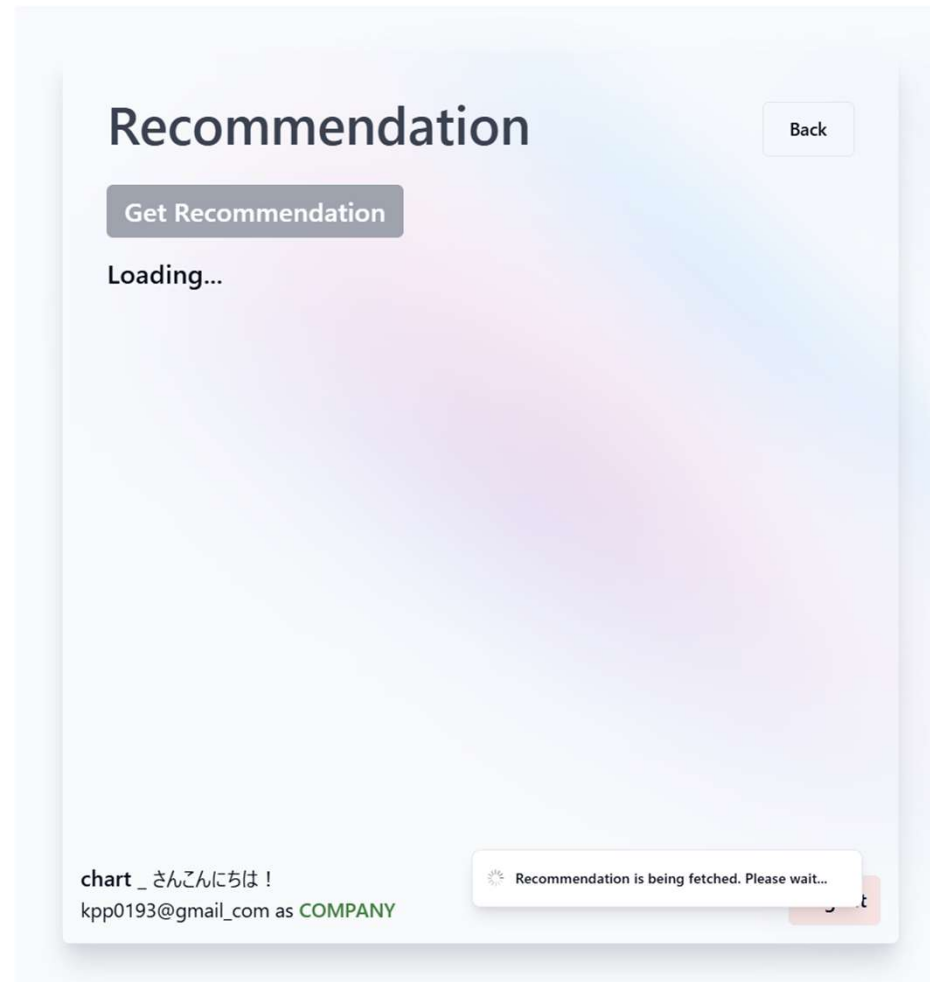 Recommendation
Back
Get Recommendation
Loading...
chart _ さんこんにちは！
kpp0193@gmail_com as COMPANY
Recommendation is being fetched. Please wait...